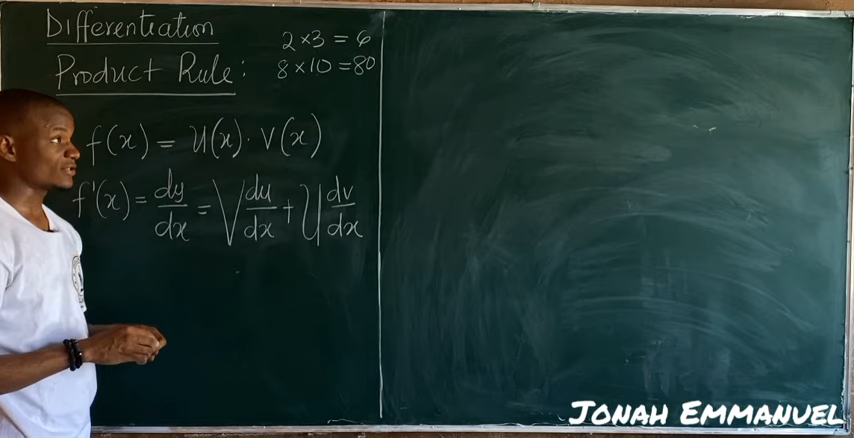 Differentiation
Product Rule:
2 × 3 = 6
8 × 10 = 80
f(x) = U(x) · V(x)
f'(x) = dy/dx = V du/dx + U dv/dx
JONAH EMMANUEL